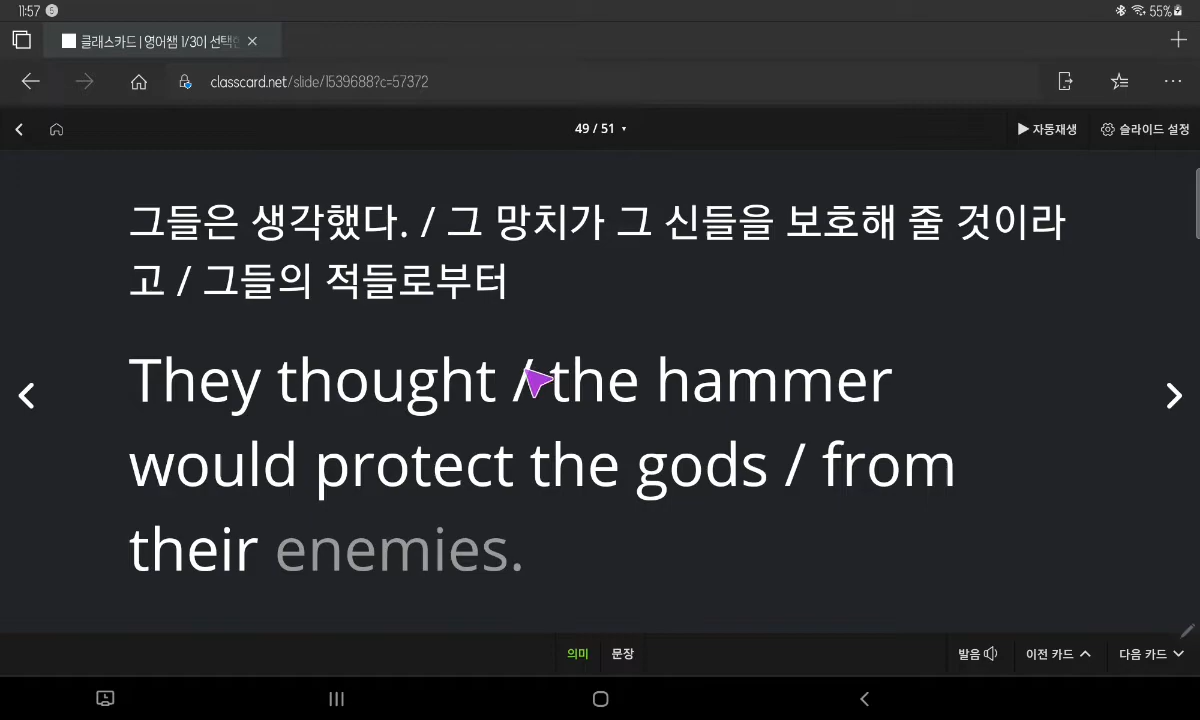 11:57 S 55%
클래스카드 | 영어쌤 1/3이 선택한
classcard.net/slide/1539688?c=57372
49 / 51 자동재생 슬라이드 설정
그들은 생각했다. / 그 망치가 그 신들을 보호해 줄 것이라
고 / 그들의 적들로부터
They thought / the hammer
would protect the gods / from
their enemies.
의미 문장 발음 이전 카드 다음 카드